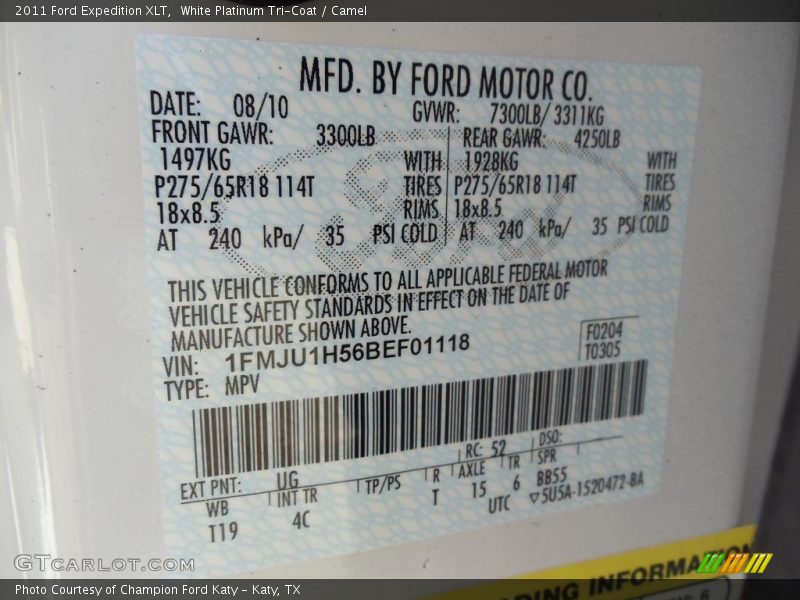 2011 Ford Expedition XLT, White Platinum Tri-Coat / Camel
MFD. BY FORD MOTOR CO.
DATE: 08/10 GVWR: 7300LB/ 3311KG
FRONT GAWR: 3300LB REAR GAWR: 4250LB
1497KG WITH 1928KG WITH
P275/65R18 114T TIRES P275/65R18 114T TIRES
18x8.5 RIMS 18x8.5 RIMS
AT 240 kPa/ 35 PSI COLD AT 240 kPa/ 35 PSI COLD
THIS VEHICLE CONFORMS TO ALL APPLICABLE FEDERAL MOTOR
VEHICLE SAFETY STANDARDS IN EFFECT ON THE DATE OF
MANUFACTURE SHOWN ABOVE.
VIN: 1FMJU1H56BEF01118 F0204
TYPE: MPV T0305
RC: 52 DSO:
EXT PNT: UG
WB INT TR TP/PS R AXLE TR SPR
119 4C T 15 6 BB55
UTC ▽5U5A-1520472-BA
DING INFORMATION
GTCARLOT.COM
Photo Courtesy of Champion Ford Katy - Katy, TX